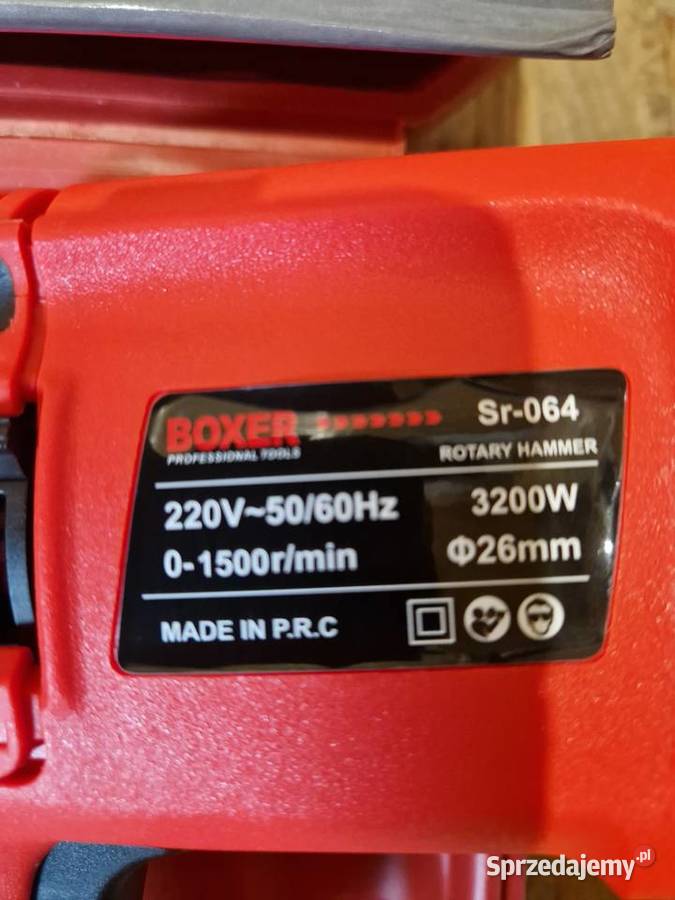 BOXER
PROFESSIONAL TOOLS
Sr-064
ROTARY HAMMER
220V~50/60Hz
3200W
0-1500r/min
Φ26mm
MADE IN P.R.C
Sprzedajemy.pl